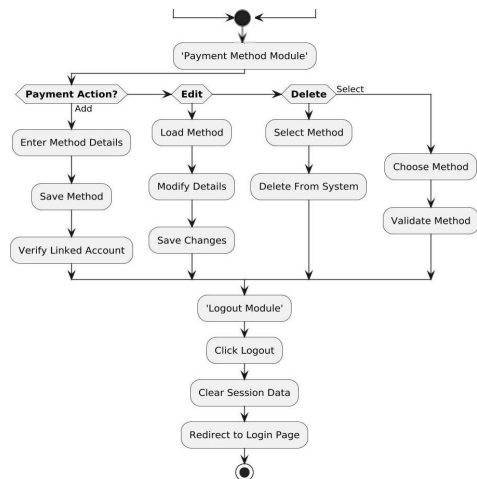 'Payment Method Module'
Payment Action?
Edit
Delete
Select
Add
Enter Method Details
Load Method
Select Method
Choose Method
Save Method
Modify Details
Delete From System
Validate Method
Verify Linked Account
Save Changes
'Logout Module'
Click Logout
Clear Session Data
Redirect to Login Page